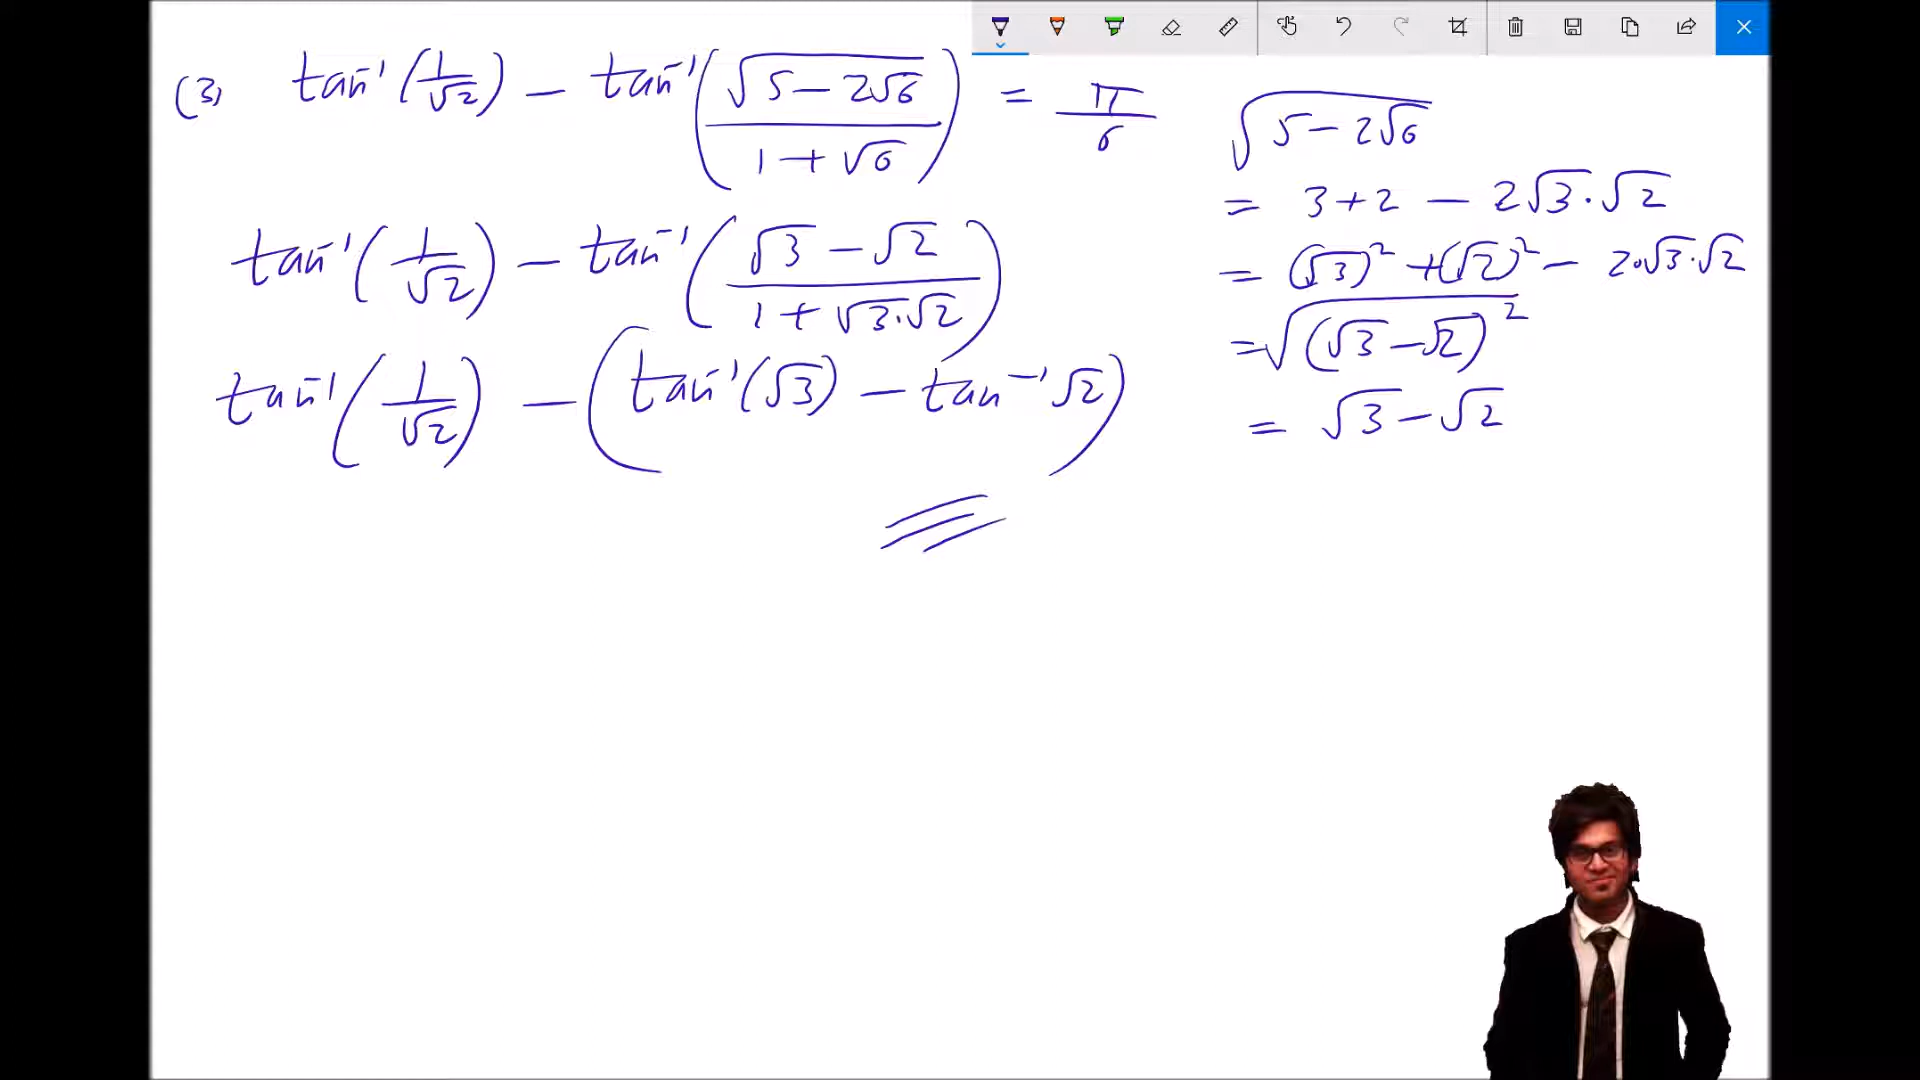 (3) tan⁻¹(1/√2) − tan⁻¹(√(5−2√6)/(1+√6)) = π/6
tan⁻¹(1/√2) − tan⁻¹((√3−√2)/(1+√3·√2))
tan⁻¹(1/√2) − (tan⁻¹(√3) − tan⁻¹√2)
√(5−2√6)
= 3+2 − 2√3·√2
= (√3)² + (√2)² − 2·√3·√2
= √((√3−√2)²)
= √3−√2